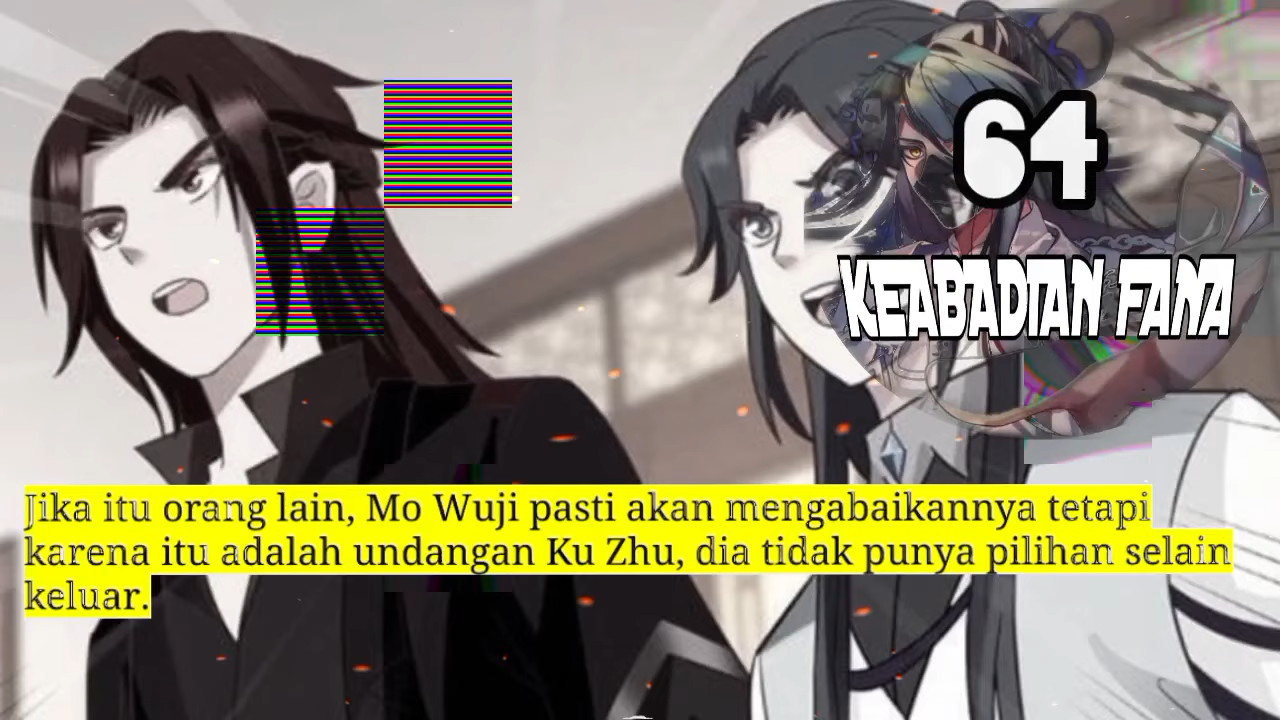 64
KEABADIAN FANA
Jika itu orang lain, Mo Wuji pasti akan mengabaikannya tetapi
karena itu adalah undangan Ku Zhu, dia tidak punya pilihan selain
keluar.